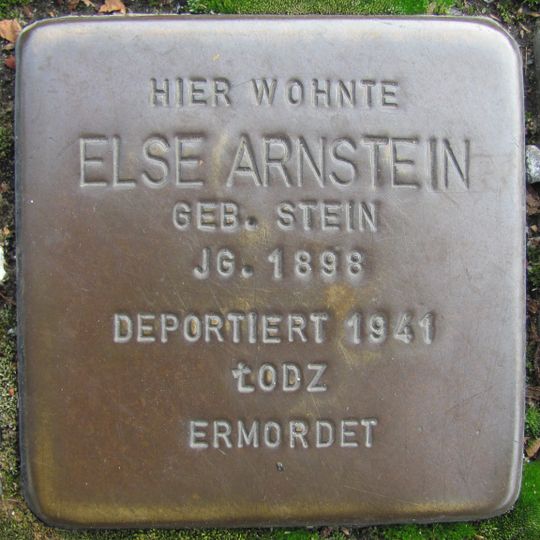 HIER WOHNTE
ELSE ARNSTEIN
GEB. STEIN
JG. 1898
DEPORTIERT 1941
ŁODZ
ERMORDET